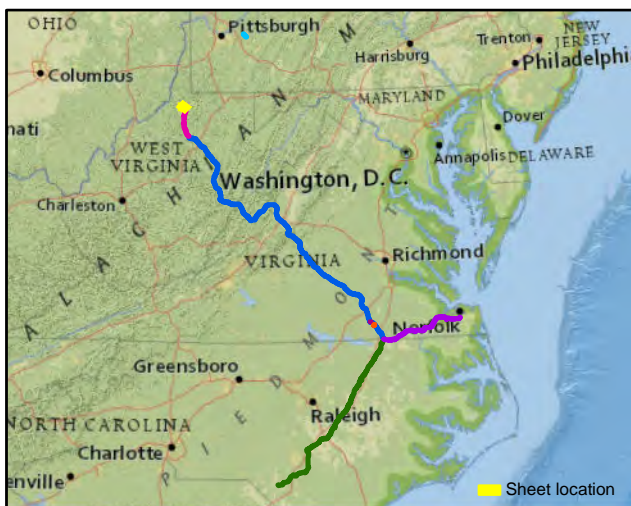 OHIO
Pittsburgh
NEW
JERSEY
Trenton
Harrisburg
Philadelphia
Columbus
MARYLAND
nati
Dover
WEST
VIRGINIA
Annapolis
DELAWARE
Washington, D.C.
Charleston
Richmond
VIRGINIA
Norfolk
A L A C H I A N M
P I E D M O N T
Greensboro
Raleigh
NORTH CAROLINA
Charlotte
enville
Sheet location